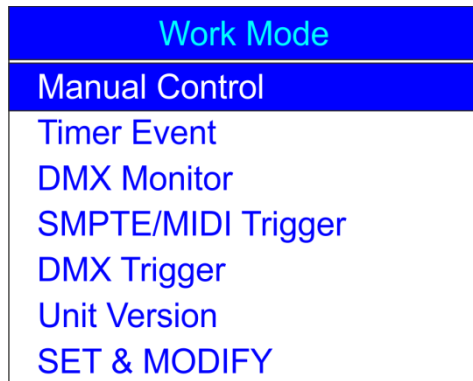 Work Mode
Manual Control
Timer Event
DMX Monitor
SMPTE/MIDI Trigger
DMX Trigger
Unit Version
SET & MODIFY